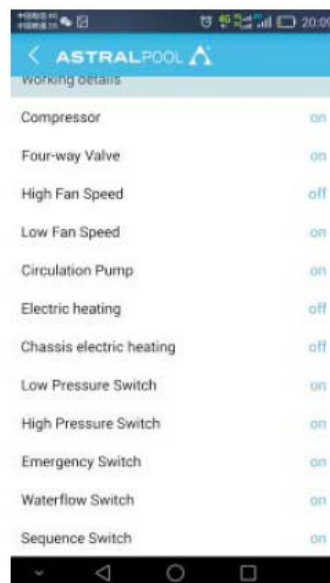 20:09
ASTRALPOOL
Working details
Compressor on
Four-way Valve on
High Fan Speed off
Low Fan Speed on
Circulation Pump on
Electric heating off
Chassis electric heating off
Low Pressure Switch on
High Pressure Switch on
Emergency Switch on
Waterflow Switch on
Sequence Switch on